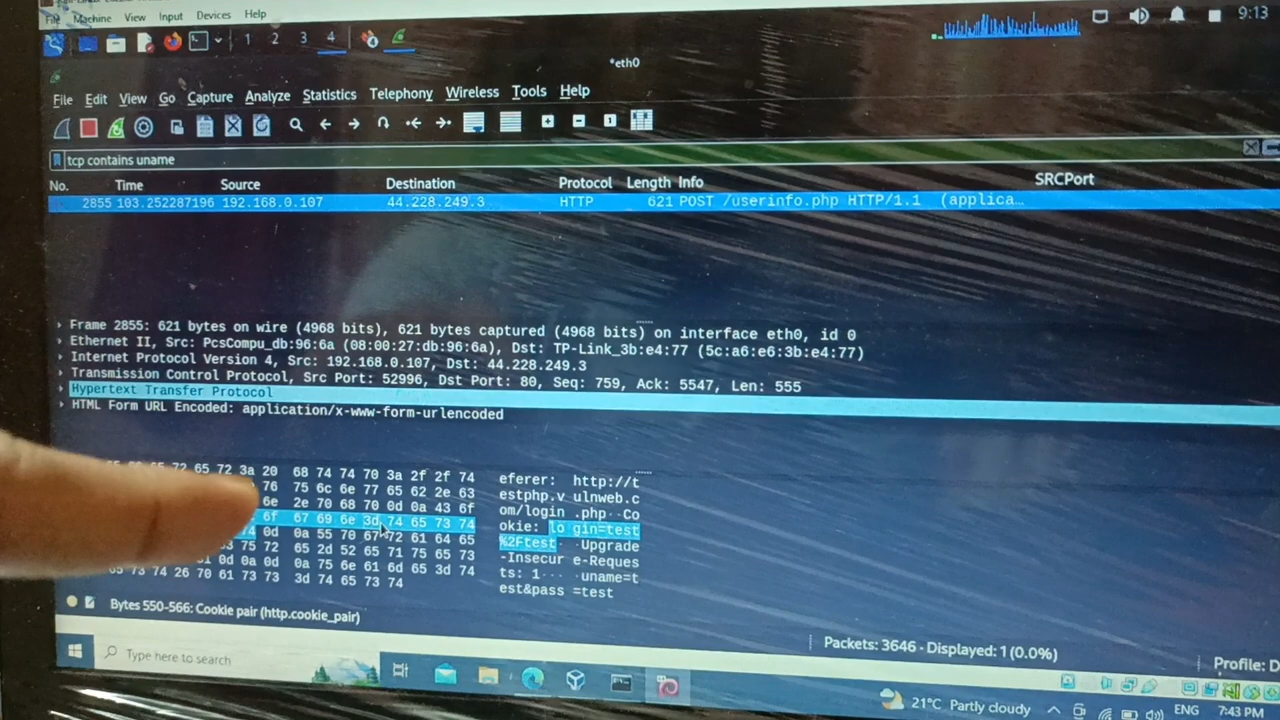 File Machine View Input Devices Help
1 2 3 4
9:13
*eth0
File Edit View Go Capture Analyze Statistics Telephony Wireless Tools Help
tcp contains uname
No. Time Source Destination Protocol Length Info SRCPort
2855 103.252287196 192.168.0.107 44.228.249.3 HTTP 621 POST /userinfo.php HTTP/1.1 (applica…
Frame 2855: 621 bytes on wire (4968 bits), 621 bytes captured (4968 bits) on interface eth0, id 0
Ethernet II, Src: PcsCompu_db:96:6a (08:00:27:db:96:6a), Dst: TP-Link_3b:e4:77 (5c:a6:e6:3b:e4:77)
Internet Protocol Version 4, Src: 192.168.0.107, Dst: 44.228.249.3
Transmission Control Protocol, Src Port: 52996, Dst Port: 80, Seq: 759, Ack: 5547, Len: 555
Hypertext Transfer Protocol
HTML Form URL Encoded: application/x-www-form-urlencoded
72 65 72 3a 20 68 74 74 70 3a 2f 2f 74 eferer: http://t
76 75 6c 6e 77 65 62 2e 63 estphp.v ulnweb.c
6e 2e 70 68 70 0d 0a 43 6f om/login .php··Co
6f 67 69 6e 3d 74 65 73 74 okie: lo gin=test
0d 0a 55 70 67 72 61 64 65 %2Ftest· ·Upgrade
75 72 65 2d 52 65 71 75 65 73 -Insecur e-Reques
0d 0a 0d 0a 75 6e 61 6d 65 3d 74 ts: 1··· ·uname=t
65 73 74 26 70 61 73 73 3d 74 65 73 74 est&pass =test
Bytes 550-566: Cookie pair (http.cookie_pair)
Packets: 3646 · Displayed: 1 (0.0%)
Profile: D
Type here to search
21°C Partly cloudy
ENG
7:43 PM